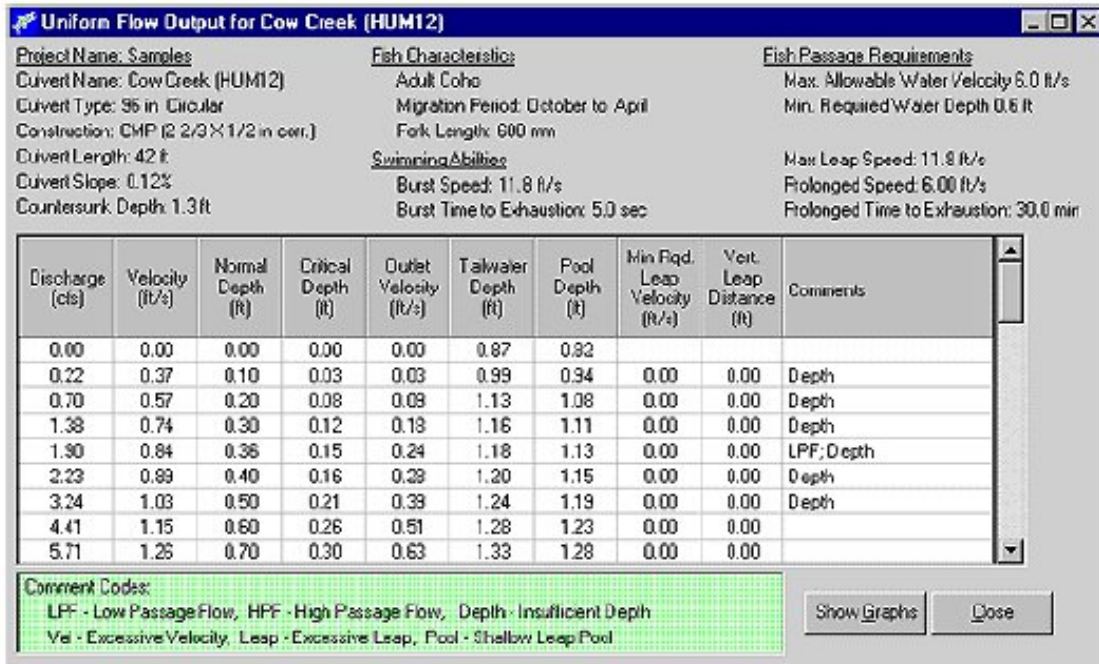 Uniform Flow Output for Cow Creek (HUM12)
Project Name: Samples
Culvert Name: Cow Creek (HUM12)
Culvert Type: 96 in Circular
Construction: CMP (2 2/3 X 1/2 in corr.)
Culvert Length: 42 ft
Culvert Slope: 0.12%
Countersunk Depth: 1.3 ft
Fish Characteristics
Adult Coho
Migration Period: October to April
Fork Length: 600 mm
Swimming Abilities
Burst Speed: 11.8 ft/s
Burst Time to Exhaustion: 5.0 sec
Fish Passage Requirements
Max. Allowable Water Velocity 6.0 ft/s
Min. Required Water Depth 0.6 ft
Max Leap Speed: 11.8 ft/s
Prolonged Speed: 6.00 ft/s
Prolonged Time to Exhaustion: 30.0 min
Discharge (cfs) Velocity (ft/s) Normal Depth (ft) Critical Depth (ft) Outlet Velocity (ft/s) Tailwater Depth (ft) Pool Depth (ft) Min Rqd. Leap Velocity (ft/s) Vert. Leap Distance (ft) Comments
0.00 0.00 0.00 0.00 0.00 0.87 0.82
0.22 0.37 0.10 0.03 0.03 0.99 0.94 0.00 0.00 Depth
0.70 0.57 0.20 0.08 0.09 1.13 1.08 0.00 0.00 Depth
1.38 0.74 0.30 0.12 0.18 1.16 1.11 0.00 0.00 Depth
1.90 0.84 0.36 0.15 0.24 1.18 1.13 0.00 0.00 LPF; Depth
2.23 0.89 0.40 0.16 0.28 1.20 1.15 0.00 0.00 Depth
3.24 1.03 0.50 0.21 0.39 1.24 1.19 0.00 0.00 Depth
4.41 1.15 0.60 0.26 0.51 1.28 1.23 0.00 0.00
5.71 1.26 0.70 0.30 0.63 1.33 1.28 0.00 0.00
Comment Codes:
LPF - Low Passage Flow, HPF - High Passage Flow, Depth - Insufficient Depth
Vel - Excessive Velocity, Leap - Excessive Leap, Pool - Shallow Leap Pool
Show Graphs
Close